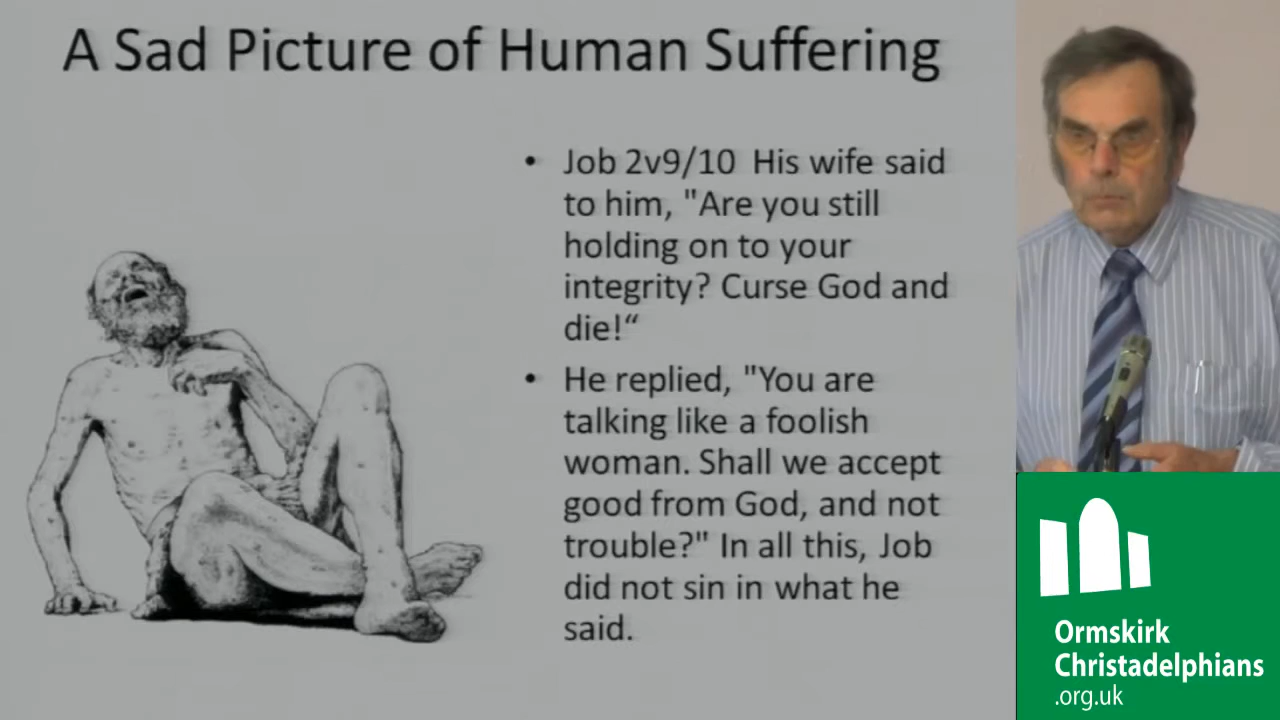 A Sad Picture of Human Suffering
• Job 2v9/10 His wife said
to him, "Are you still
holding on to your
integrity? Curse God and
die!“
• He replied, "You are
talking like a foolish
woman. Shall we accept
good from God, and not
trouble?" In all this, Job
did not sin in what he
said.
Ormskirk
Christadelphians
.org.uk